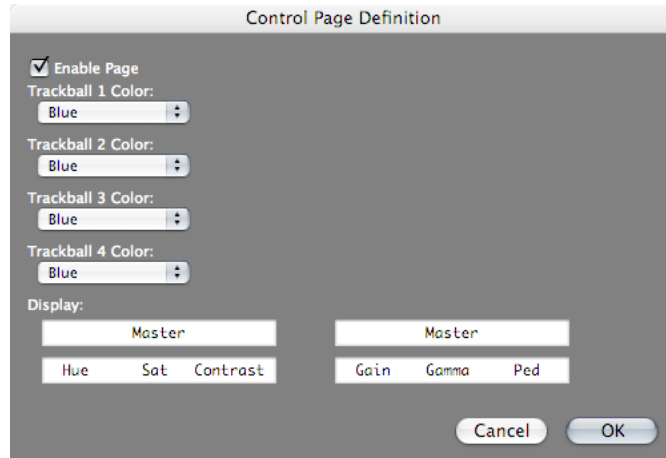 Control Page Definition
Enable Page
Trackball 1 Color:
Blue
Trackball 2 Color:
Blue
Trackball 3 Color:
Blue
Trackball 4 Color:
Blue
Display:
Master Master
Hue Sat Contrast Gain Gamma Ped
Cancel OK